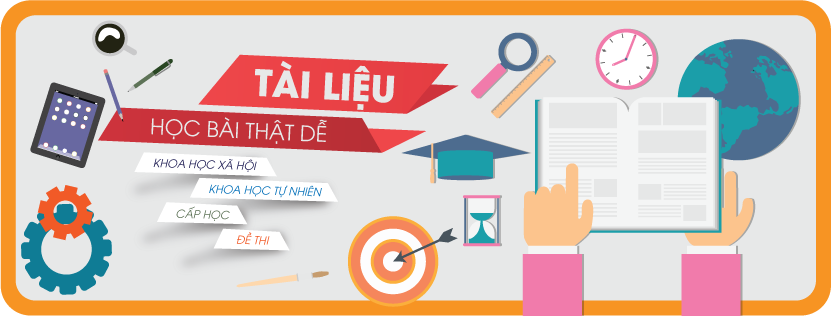 TÀI LIỆU
HỌC BÀI THẬT DỄ
KHOA HỌC XÃ HỘI
KHOA HỌC TỰ NHIÊN
CẤP HỌC
ĐỀ THI